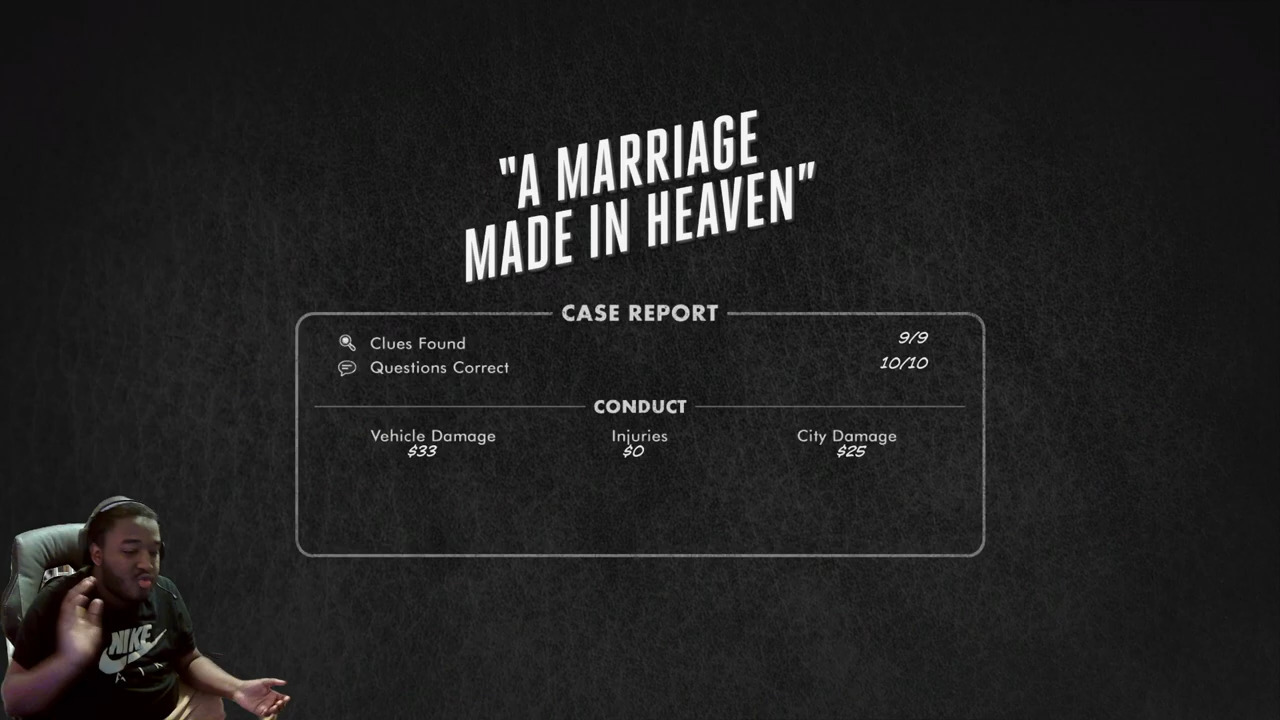 "A MARRIAGE
MADE IN HEAVEN"
CASE REPORT
Clues Found 9/9
Questions Correct 10/10
CONDUCT
Vehicle Damage Injuries City Damage
$33 $0 $25
NIKE